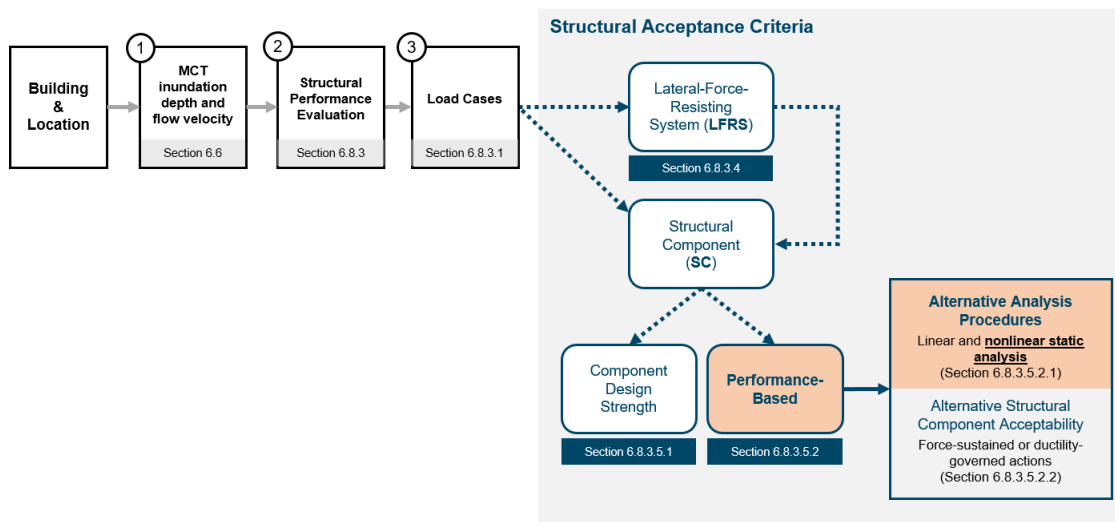 Structural Acceptance Criteria
1
2
3
Building
&
Location
MCT
inundation
depth and
flow velocity
Section 6.6
Structural
Performance
Evaluation
Section 6.8.3
Load Cases
Section 6.8.3.1
Lateral-Force-
Resisting
System (LFRS)
Section 6.8.3.4
Structural
Component
(SC)
Component
Design
Strength
Section 6.8.3.5.1
Performance-
Based
Section 6.8.3.5.2
Alternative Analysis
Procedures
Linear and nonlinear static
analysis
(Section 6.8.3.5.2.1)
Alternative Structural
Component Acceptability
Force-sustained or ductility-
governed actions
(Section 6.8.3.5.2.2)